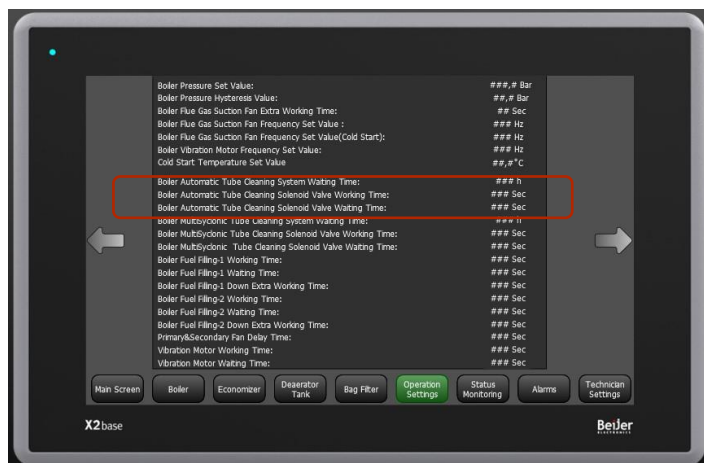 Boiler Pressure Set Value: ###,# Bar
Boiler Pressure Hysteresis Value: ##,# Bar
Boiler Flue Gas Suction Fan Extra Working Time: ## Sec
Boiler Flue Gas Suction Fan Frequency Set Value : ### Hz
Boiler Flue Gas Suction Fan Frequency Set Value(Cold Start): ### Hz
Boiler Vibration Motor Frequency Set Value: ### Hz
Cold Start Temperature Set Value ##,#°C
Boiler Automatic Tube Cleaning System Waiting Time: ### h
Boiler Automatic Tube Cleaning Solenoid Valve Working Time: ### Sec
Boiler Automatic Tube Cleaning Solenoid Valve Waiting Time: ### Sec
Boiler MultiSyclonic Tube Cleaning System Waiting Time: ### h
Boiler MultiSyclonic Tube Cleaning Solenoid Valve Working Time: ### Sec
Boiler MultiSyclonic Tube Cleaning Solenoid Valve Waiting Time: ### Sec
Boiler Fuel Filing-1 Working Time: ### Sec
Boiler Fuel Filing-1 Waiting Time: ### Sec
Boiler Fuel Filing-1 Down Extra Working Time: ### Sec
Boiler Fuel Filing-2 Working Time: ### Sec
Boiler Fuel Filing-2 Waiting Time: ### Sec
Boiler Fuel Filing-2 Down Extra Working Time: ### Sec
Primary&Secondary Fan Delay Time: ### Sec
Vibration Motor Working Time: ### Sec
Vibration Motor Waiting Time: ### Sec
Main Screen
Boiler
Economizer
Deaerator
Tank
Bag Filter
Operation
Settings
Status
Monitoring
Alarms
Technician
Settings
X2base
Beijer
ELECTRONICS